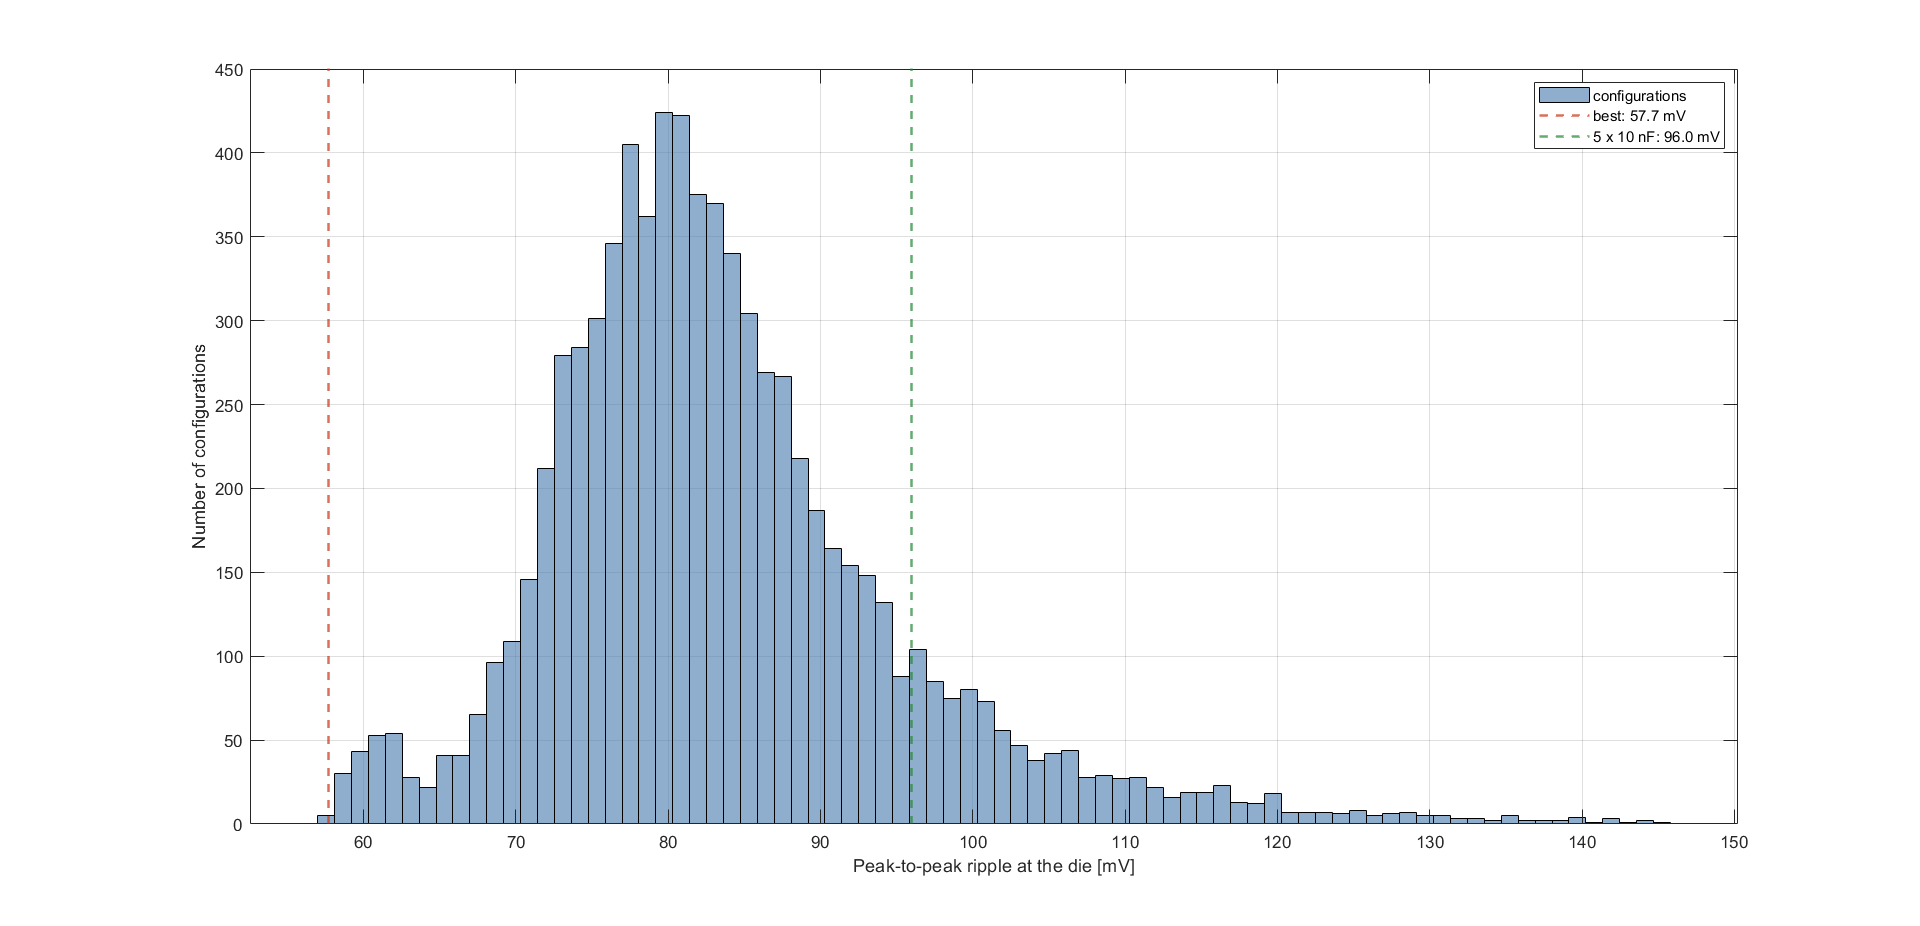 450
400
350
300
250
200
150
100
50
0
Number of configurations
configurations
best: 57.7 mV
5 x 10 nF: 96.0 mV
60 70 80 90 100 110 120 130 140 150
Peak-to-peak ripple at the die [mV]